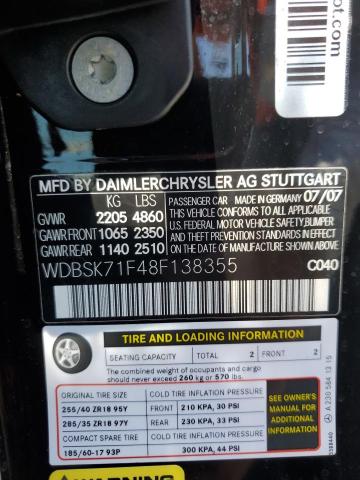 pot.c
MFD BY DAIMLERCHRYSLER AG STUTTGART
KG LBS
GVWR 2205 4860
GAWR FRONT 1065 2350
GAWR REAR 1140 2510
PASSENGER CAR MADE IN GERMANY 07/07
THIS VEHICLE CONFORMS TO ALL APPLICABLE
U.S. FEDERAL MOTOR VEHICLE SAFETY,
BUMPER, AND THEFT PREVENTION STANDARDS
IN EFFECT ON THE DATE OF MANUFACTURE
SHOWN ABOVE.
WDBSK71F48F138355 C040
TIRE AND LOADING INFORMATION
SEATING CAPACITY TOTAL 2 FRONT 2
The combined weight of occupants and cargo
should never exceed 260 kg or 570 lbs.
ORIGINAL TIRE SIZE COLD TIRE INFLATION PRESSURE
255/40 ZR18 95Y FRONT 210 KPA, 30 PSI
285/35 ZR18 97Y REAR 230 KPA, 33 PSI
COMPACT SPARE TIRE COLD TIRE INFLATION PRESSURE
185/60-17 93P 300 KPA, 44 PSI
SEE OWNER'S
MANUAL FOR
ADDITIONAL
INFORMATION
A 230 584 13 15
5388440
WARNING